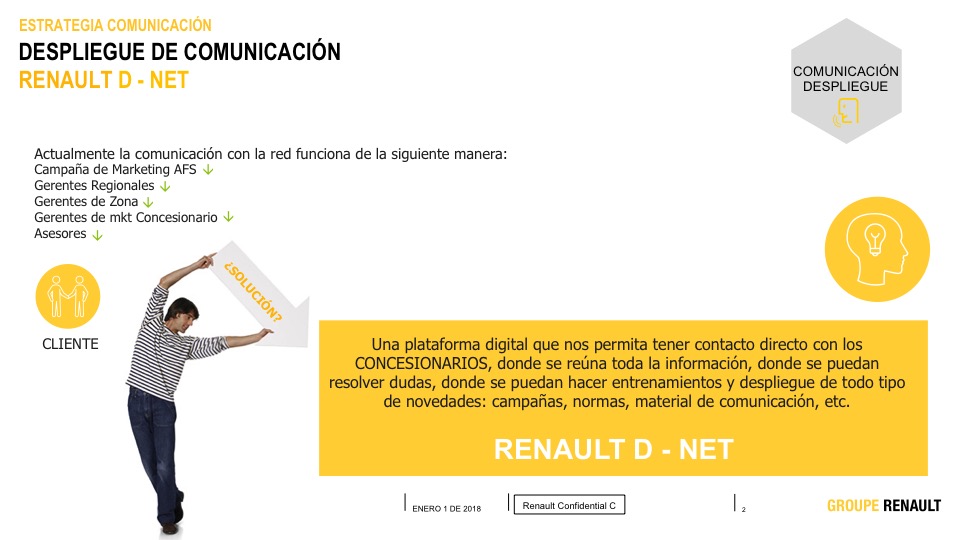 ESTRATEGIA COMUNICACIÓN
DESPLIEGUE DE COMUNICACIÓN
RENAULT D - NET
COMUNICACIÓN
DESPLIEGUE
Actualmente la comunicación con la red funciona de la siguiente manera:
Campaña de Marketing AFS
Gerentes Regionales
Gerentes de Zona
Gerentes de mkt Concesionario
Asesores
¿SOLUCIÓN?
CLIENTE
Una plataforma digital que nos permita tener contacto directo con los
CONCESIONARIOS, donde se reúna toda la información, donde se puedan
resolver dudas, donde se puedan hacer entrenamientos y despliegue de todo tipo
de novedades: campañas, normas, material de comunicación, etc.
RENAULT D - NET
ENERO 1 DE 2018
Renault Confidential C
2
GROUPE RENAULT